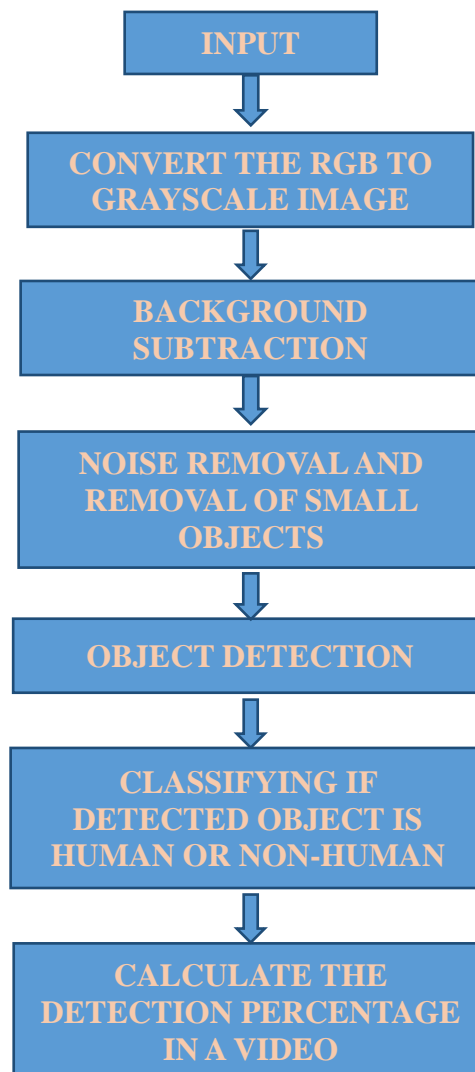 INPUT
CONVERT THE RGB TO
GRAYSCALE IMAGE
BACKGROUND
SUBTRACTION
NOISE REMOVAL AND
REMOVAL OF SMALL
OBJECTS
OBJECT DETECTION
CLASSIFYING IF
DETECTED OBJECT IS
HUMAN OR NON-HUMAN
CALCULATE THE
DETECTION PERCENTAGE
IN A VIDEO